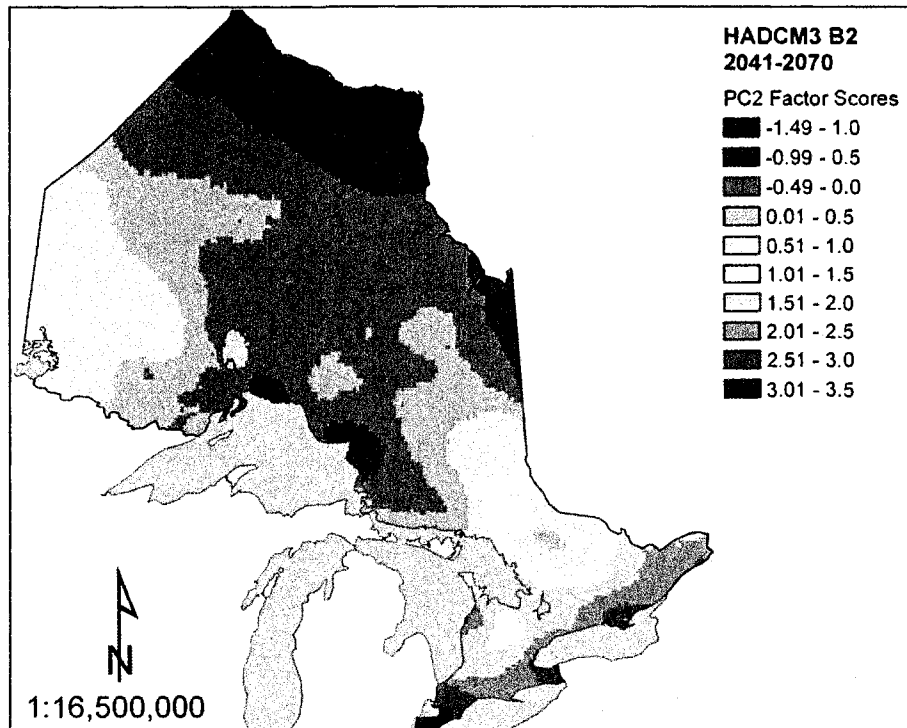 HADCM3 B2
2041-2070
PC2 Factor Scores
-1.49 - 1.0
-0.99 - 0.5
-0.49 - 0.0
0.01 - 0.5
0.51 - 1.0
1.01 - 1.5
1.51 - 2.0
2.01 - 2.5
2.51 - 3.0
3.01 - 3.5
N
1:16,500,000